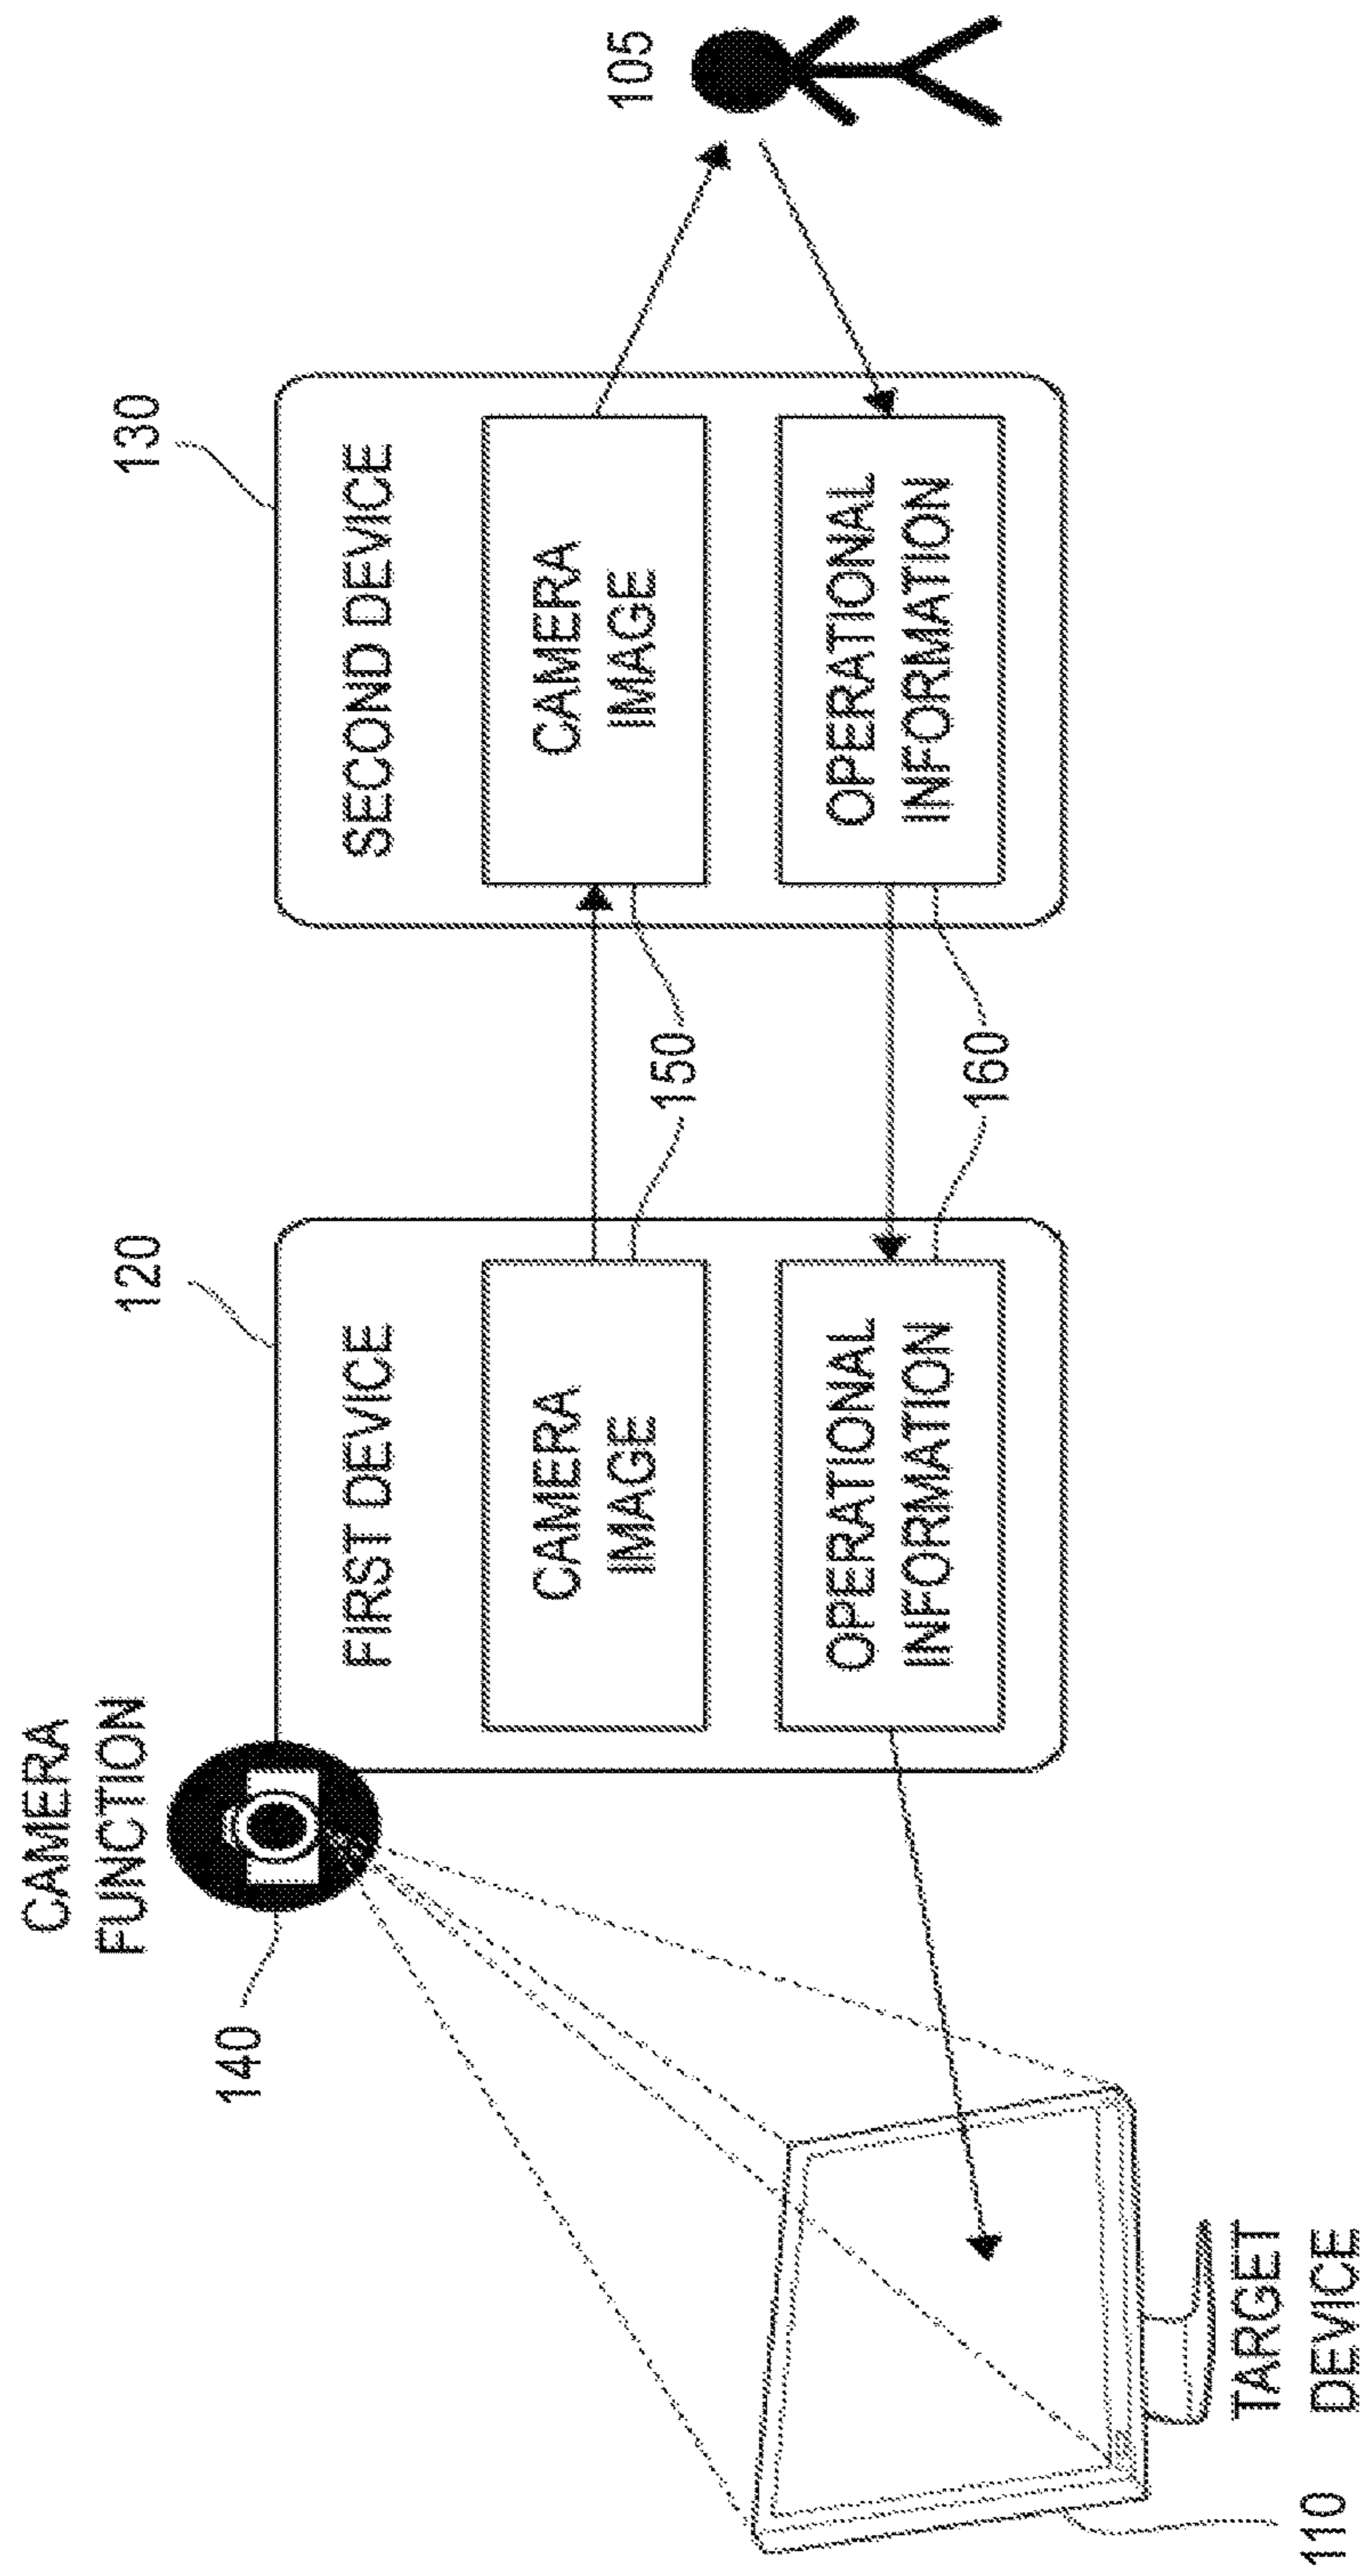 CAMERA
FUNCTION
140
120
130
105
FIRST DEVICE
SECOND DEVICE
CAMERA
IMAGE
150
CAMERA
IMAGE
OPERATIONAL
INFORMATION
160
OPERATIONAL
INFORMATION
TARGET
DEVICE
110